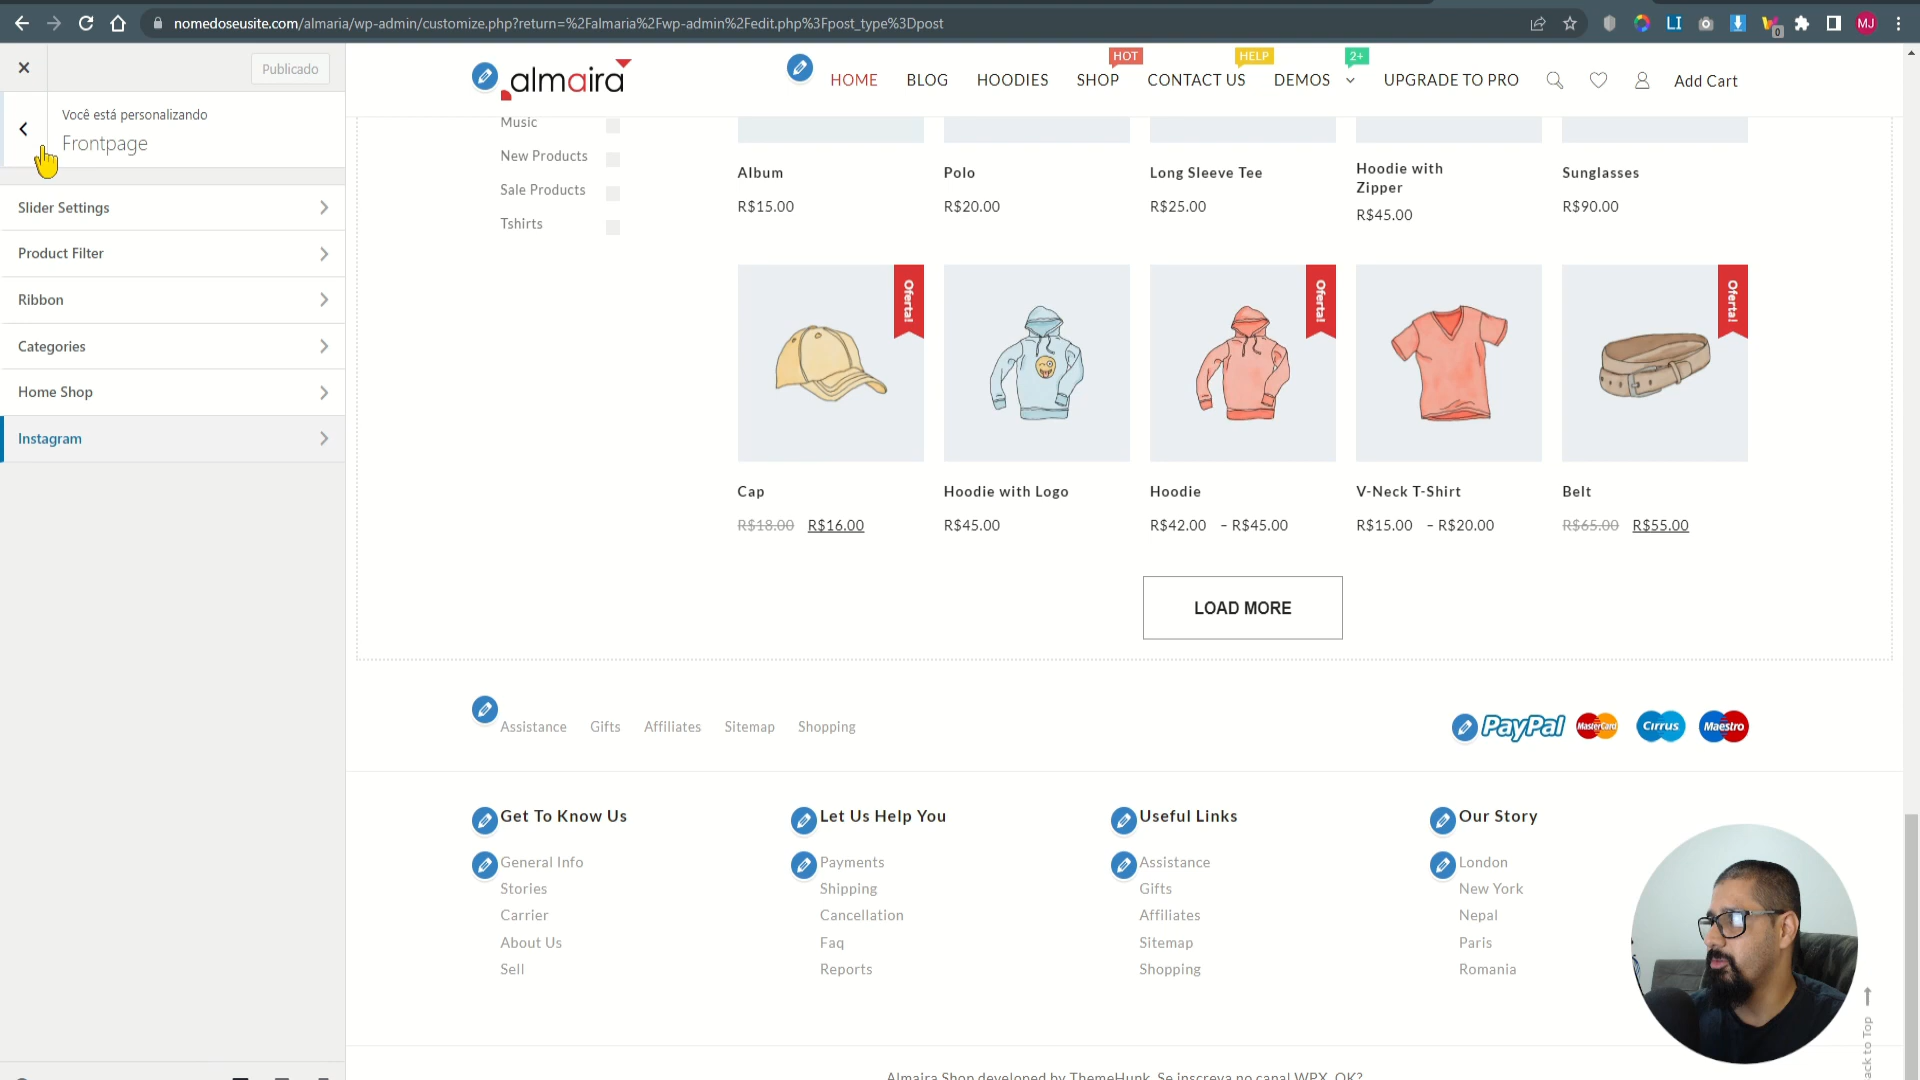 nomedoseusite.com/almaria/wp-admin/customize.php?return=%2Falmaria%2Fwp-admin%2Fedit.php%3Fpost_type%3Dpost
LI
0
MJ
Publicado
Você está personalizando
Frontpage
Slider Settings
Product Filter
Ribbon
Categories
Home Shop
Instagram
almaira
HOT
HELP
2+
HOME BLOG HOODIES SHOP CONTACT US DEMOS UPGRADE TO PRO Add Cart
Music
New Products
Sale Products
Tshirts
Album
R$15.00
Polo
R$20.00
Long Sleeve Tee
R$25.00
Hoodie with
Zipper
R$45.00
Sunglasses
R$90.00
Oferta!
Oferta!
Oferta!
Cap
R$18.00 R$16.00
Hoodie with Logo
R$45.00
Hoodie
R$42.00 – R$45.00
V-Neck T-Shirt
R$15.00 – R$20.00
Belt
R$65.00 R$55.00
LOAD MORE
Assistance Gifts Affiliates Sitemap Shopping
PayPal MasterCard Cirrus Maestro
Get To Know Us
General Info
Stories
Carrier
About Us
Sell
Let Us Help You
Payments
Shipping
Cancellation
Faq
Reports
Useful Links
Assistance
Gifts
Affiliates
Sitemap
Shopping
Our Story
London
New York
Nepal
Paris
Romania
ack to Top
Almaira Shop developed by ThemeHunk. Se inscreva no canal WPX, OK?